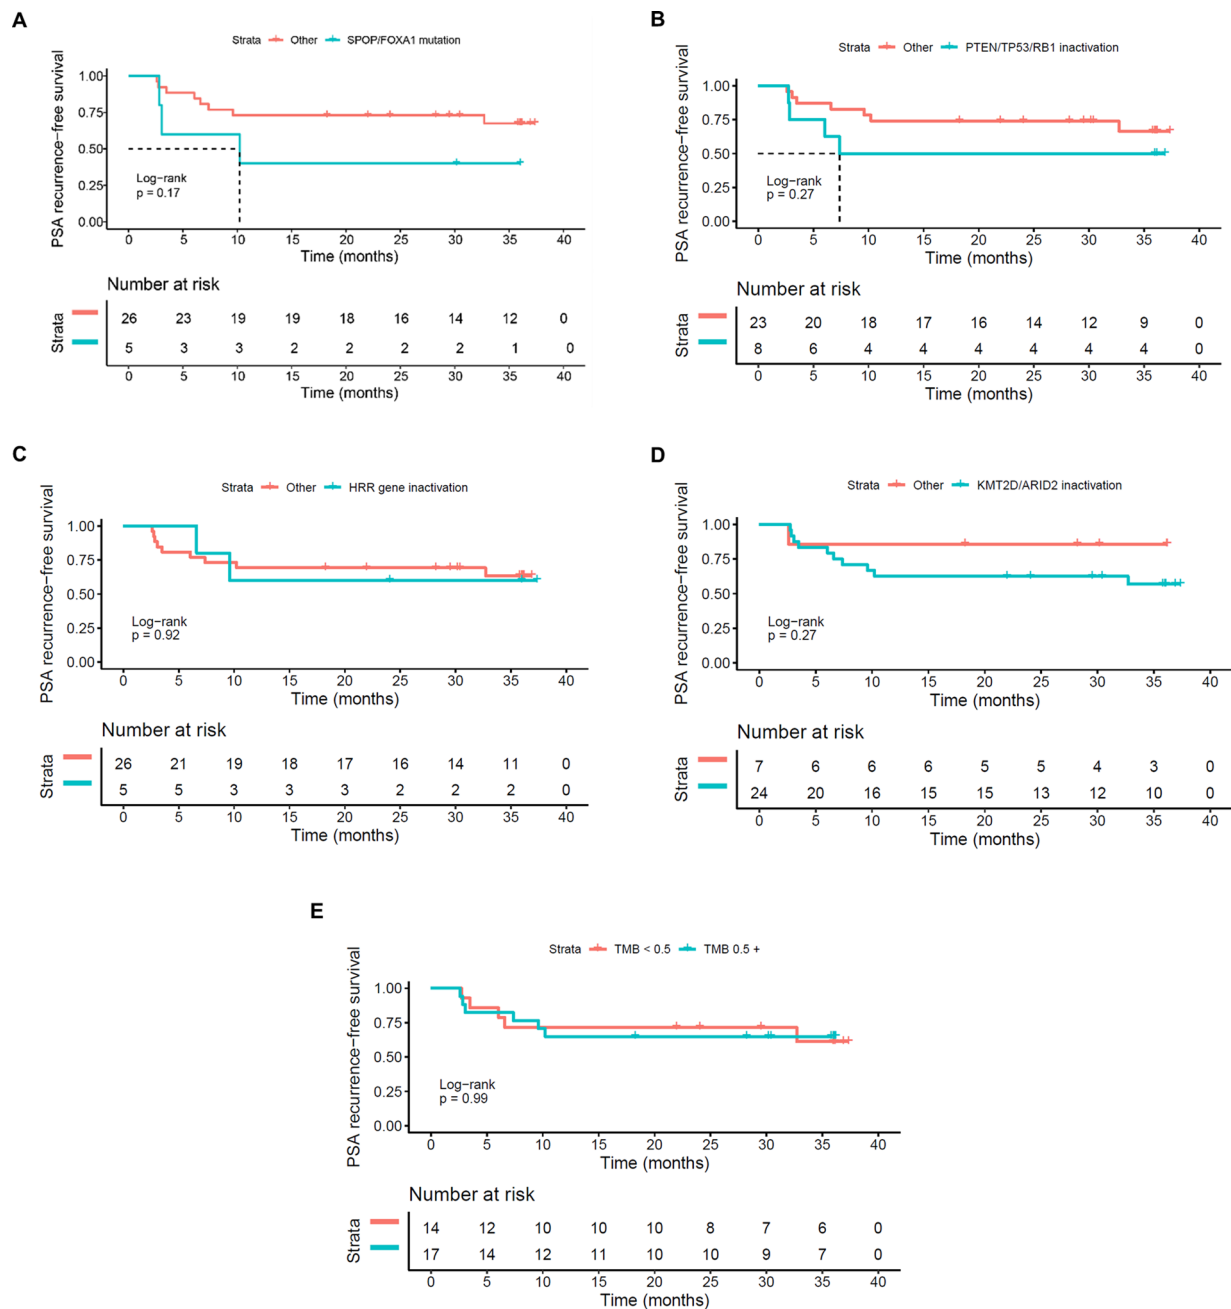 A
Strata Other SPOP/FOXA1 mutation
PSA recurrence-free survival
1.00
0.75
0.50
0.25
0.00
Log-rank
p = 0.17
0 5 10 15 20 25 30 35 40
Time (months)
Number at risk
Strata
26 23 19 19 18 16 14 12 0
5 3 3 2 2 2 2 1 0
0 5 10 15 20 25 30 35 40
Time (months)
B
Strata Other PTEN/TP53/RB1 inactivation
PSA recurrence-free survival
1.00
0.75
0.50
0.25
0.00
Log-rank
p = 0.27
0 5 10 15 20 25 30 35 40
Time (months)
Number at risk
Strata
23 20 18 17 16 14 12 9 0
8 6 4 4 4 4 4 4 0
0 5 10 15 20 25 30 35 40
Time (months)
C
Strata Other HRR gene inactivation
PSA recurrence-free survival
1.00
0.75
0.50
0.25
0.00
Log-rank
p = 0.92
0 5 10 15 20 25 30 35 40
Time (months)
Number at risk
Strata
26 21 19 18 17 16 14 11 0
5 5 3 3 3 2 2 2 0
0 5 10 15 20 25 30 35 40
Time (months)
D
Strata Other KMT2D/ARID2 inactivation
PSA recurrence-free survival
1.00
0.75
0.50
0.25
0.00
Log-rank
p = 0.27
0 5 10 15 20 25 30 35 40
Time (months)
Number at risk
Strata
7 6 6 6 5 5 4 3 0
24 20 16 15 15 13 12 10 0
0 5 10 15 20 25 30 35 40
Time (months)
E
Strata TMB < 0.5 TMB 0.5 +
PSA recurrence-free survival
1.00
0.75
0.50
0.25
0.00
Log-rank
p = 0.99
0 5 10 15 20 25 30 35 40
Time (months)
Number at risk
Strata
14 12 10 10 10 8 7 6 0
17 14 12 11 10 10 9 7 0
0 5 10 15 20 25 30 35 40
Time (months)